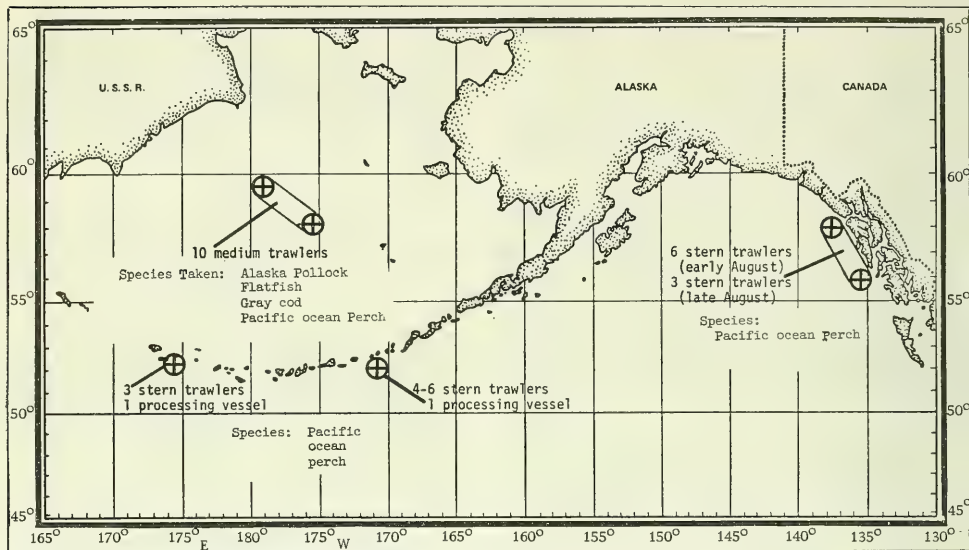 65°
65°
U.S.S.R.
ALASKA
CANADA
60°
60°
10 medium trawlers
Species Taken: Alaska Pollock
Flatfish
Gray cod
Pacific ocean Perch
6 stern trawlers
(early August)
3 stern trawlers
(late August)
Species:
Pacific ocean Perch
55°
55°
3 stern trawlers
1 processing vessel
4-6 stern trawlers
1 processing vessel
Species: Pacific
ocean
perch
50°
50°
45°
45°
165° 170° 175° 180° 175° 170° 165° 160° 155° 150° 145° 140° 135° 130°
E W